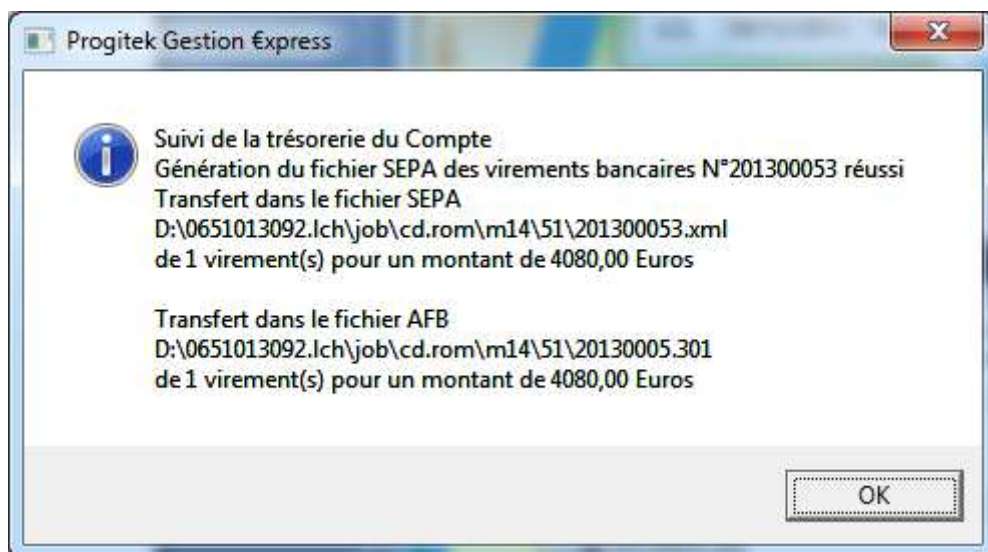 Progitek Gestion €xpress
Suivi de la trésorerie du Compte
Génération du fichier SEPA des virements bancaires N°201300053 réussi
Transfert dans le fichier SEPA
D:\0651013092.lch\job\cd.rom\m14\51\201300053.xml
de 1 virement(s) pour un montant de 4080,00 Euros
Transfert dans le fichier AFB
D:\0651013092.lch\job\cd.rom\m14\51\20130005.301
de 1 virement(s) pour un montant de 4080,00 Euros
OK